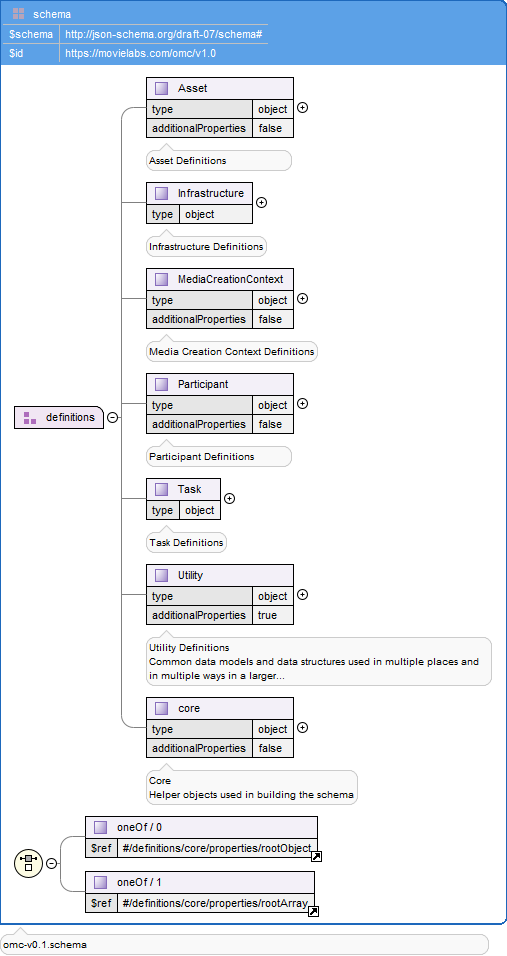 schema
$schema http://json-schema.org/draft-07/schema#
$id https://movielabs.com/omc/v1.0
Asset
type object
additionalProperties false
Asset Definitions
Infrastructure
type object
Infrastructure Definitions
MediaCreationContext
type object
additionalProperties false
Media Creation Context Definitions
definitions
Participant
type object
additionalProperties false
Participant Definitions
Task
type object
Task Definitions
Utility
type object
additionalProperties true
Utility Definitions
Common data models and data structures used in multiple places and
in multiple ways in a larger...
core
type object
additionalProperties false
Core
Helper objects used in building the schema
oneOf / 0
$ref #/definitions/core/properties/rootObject
oneOf / 1
$ref #/definitions/core/properties/rootArray
omc-v0.1.schema